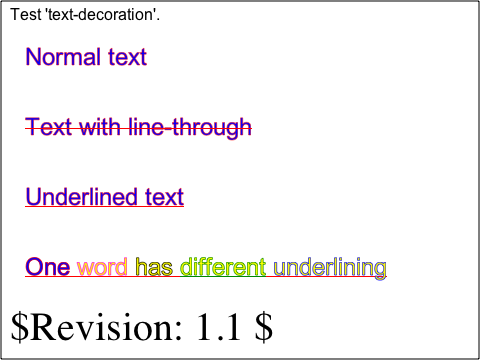 Test 'text-decoration'.
Normal text
Text with line-through
Underlined text
One word has different underlining
$Revision: 1.1 $